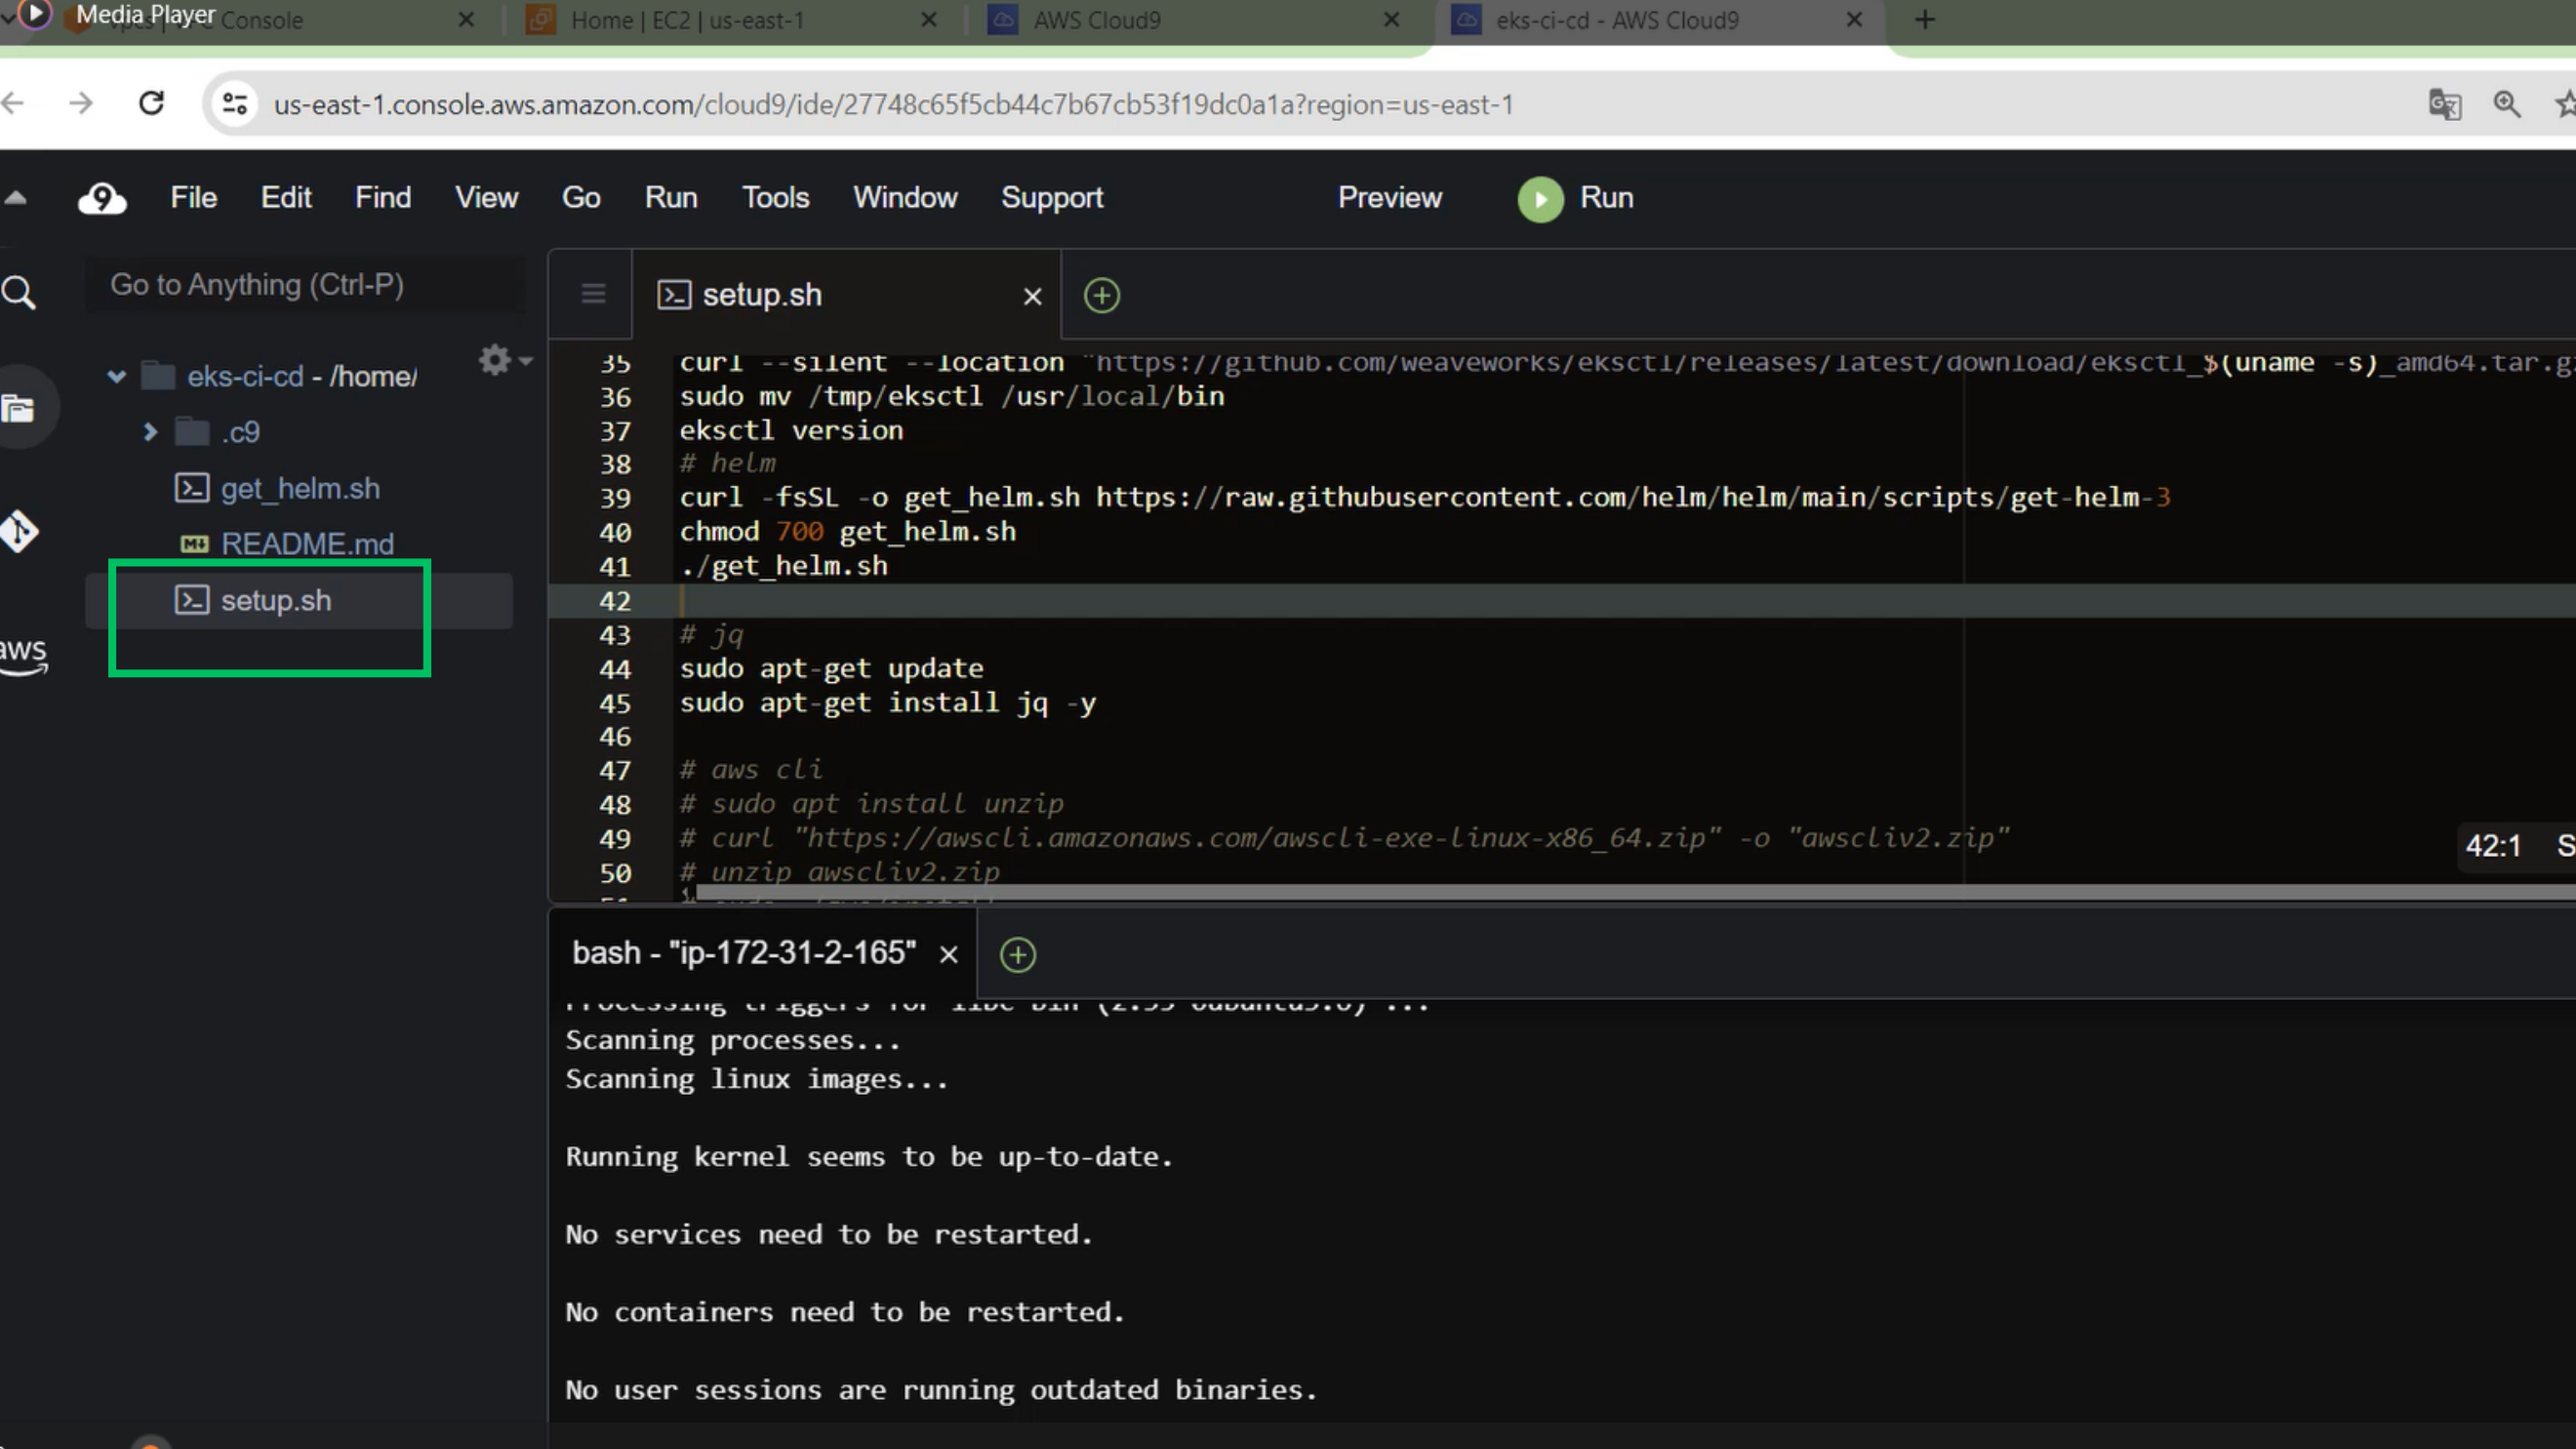 Media Player
Console
Home | EC2 | us-east-1
AWS Cloud9
eks-ci-cd - AWS Cloud9
us-east-1.console.aws.amazon.com/cloud9/ide/27748c65f5cb44c7b67cb53f19dc0a1a?region=us-east-1
9 File Edit Find View Go Run Tools Window Support Preview Run
Go to Anything (Ctrl-P)
setup.sh
eks-ci-cd - /home/
.c9
get_helm.sh
README.md
setup.sh
aws
35 curl --silent --location "https://github.com/weaveworks/eksctl/releases/latest/download/eksctl_$(uname -s)_amd64.tar.g
36 sudo mv /tmp/eksctl /usr/local/bin
37 eksctl version
38 # helm
39 curl -fsSL -o get_helm.sh https://raw.githubusercontent.com/helm/helm/main/scripts/get-helm-3
40 chmod 700 get_helm.sh
41 ./get_helm.sh
42
43 # jq
44 sudo apt-get update
45 sudo apt-get install jq -y
46
47 # aws cli
48 # sudo apt install unzip
49 # curl "https://awscli.amazonaws.com/awscli-exe-linux-x86_64.zip" -o "awscliv2.zip"
50 # unzip awscliv2.zip
42:1 S
bash - "ip-172-31-2-165"
Processing triggers for libc bin
Scanning processes...
Scanning linux images...
Running kernel seems to be up-to-date.
No services need to be restarted.
No containers need to be restarted.
No user sessions are running outdated binaries.